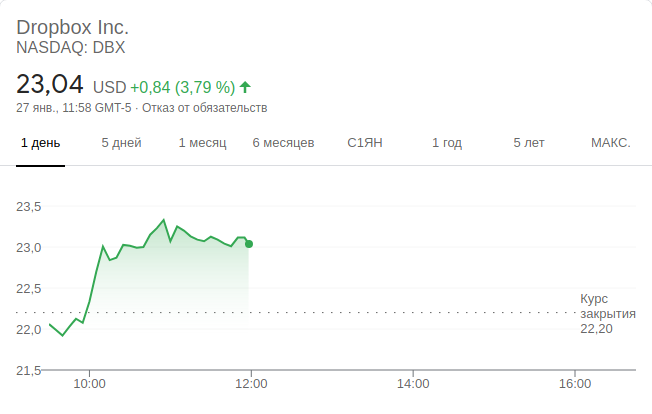 Dropbox Inc.
NASDAQ: DBX
23,04 USD +0,84 (3,79 %)
27 янв., 11:58 GMT-5 · Отказ от обязательств
1 день 5 дней 1 месяц 6 месяцев С1ЯН 1 год 5 лет МАКС.
23,5
23,0
22,5
Курс
закрытия
22,20
22,0
21,5
10:00 12:00 14:00 16:00